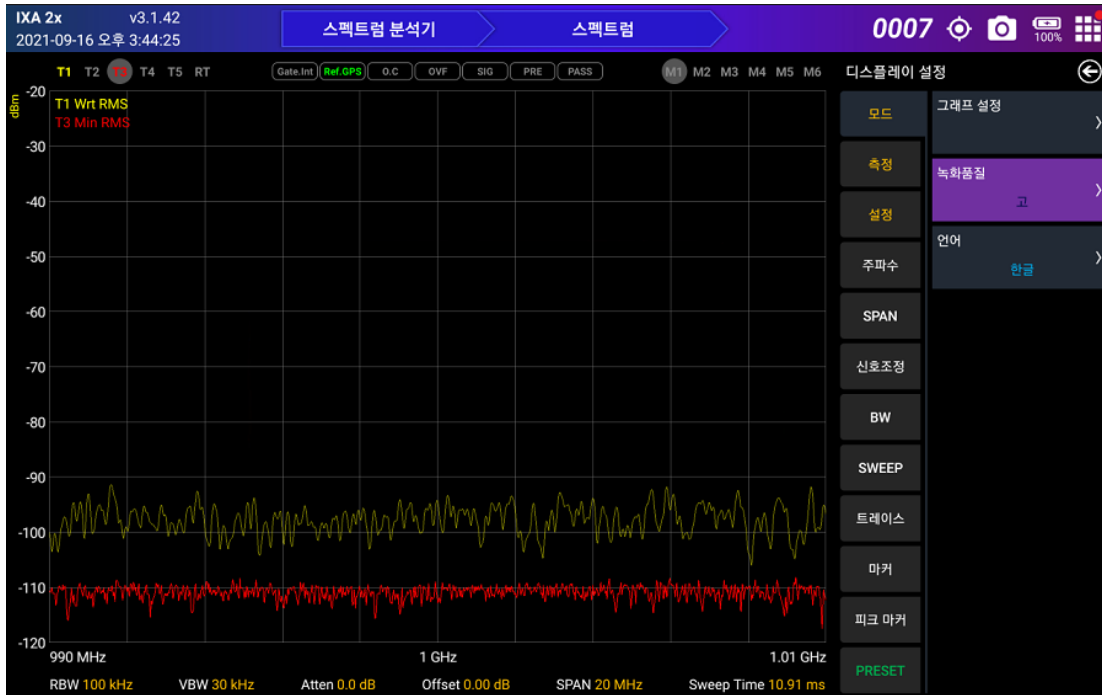 IXA 2x v3.1.42
2021-09-16 오후 3:44:25
스펙트럼 분석기
스펙트럼
0007
100%
T1 T2 T3 T4 T5 RT
Gate.Int Ref.GPS O.C OVF SIG PRE PASS
M1 M2 M3 M4 M5 M6
dBm
T1 Wrt RMS
T3 Min RMS
-20
-30
-40
-50
-60
-70
-80
-90
-100
-110
-120
990 MHz 1 GHz 1.01 GHz
RBW 100 kHz VBW 30 kHz Atten 0.0 dB Offset 0.00 dB SPAN 20 MHz Sweep Time 10.91 ms
모드
측정
설정
주파수
SPAN
신호조정
BW
SWEEP
트레이스
마커
피크 마커
PRESET
디스플레이 설정
그래프 설정
녹화품질
고
언어
한글